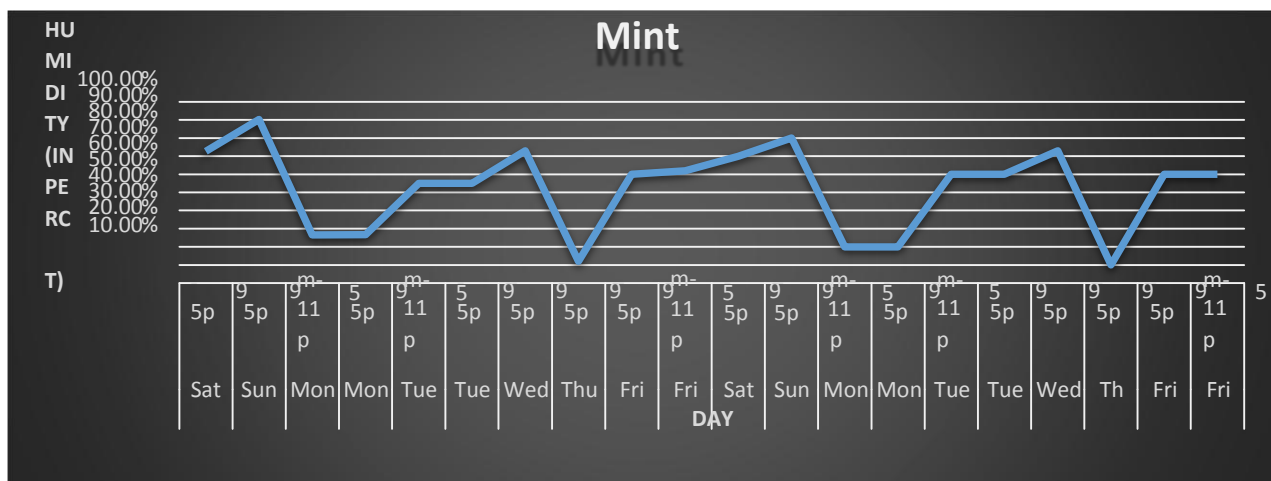 Mint
HU
MI
DI
TY
(IN
PE
RC
T)
100.00%
90.00%
80.00%
70.00%
60.00%
50.00%
40.00%
30.00%
20.00%
10.00%
9 9 5 9 5 9 9 9 9 5 9 9 5 9 5 9 9 9 5
m- m- m- m- m- m-
5p 5p 11 5p 11 5p 5p 5p 5p 11 5p 5p 11 5p 11 5p 5p 5p 5p 11
p p p p p p
Sat Sun Mon Mon Tue Tue Wed Thu Fri Fri Sat Sun Mon Mon Tue Tue Wed Th Fri Fri
DAY